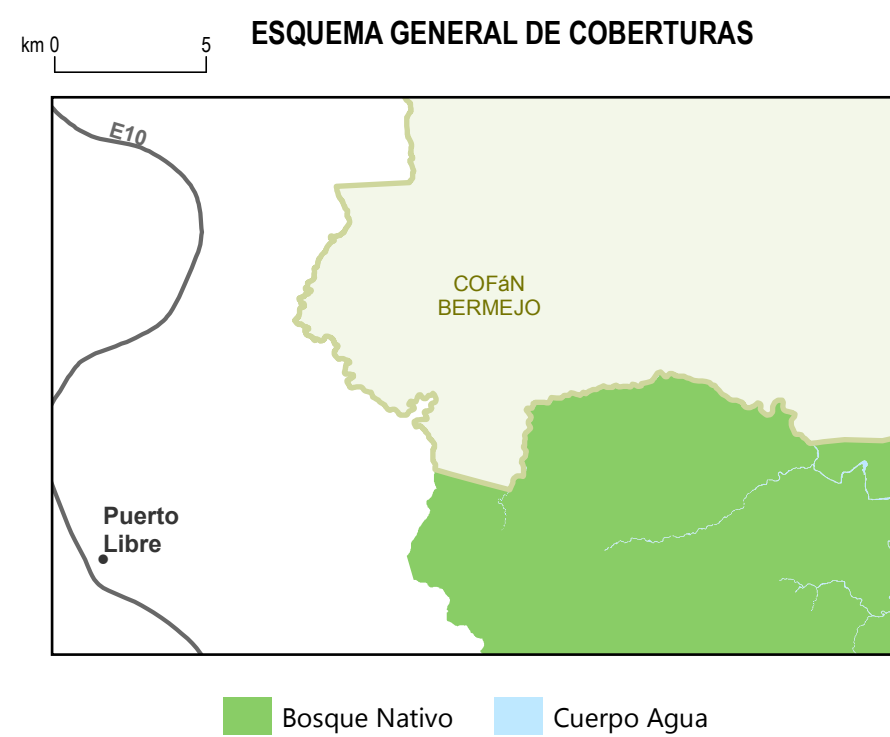 km 0 5
ESQUEMA GENERAL DE COBERTURAS
E10
COFáN
BERMEJO
Puerto
Libre
Bosque Nativo
Cuerpo Agua